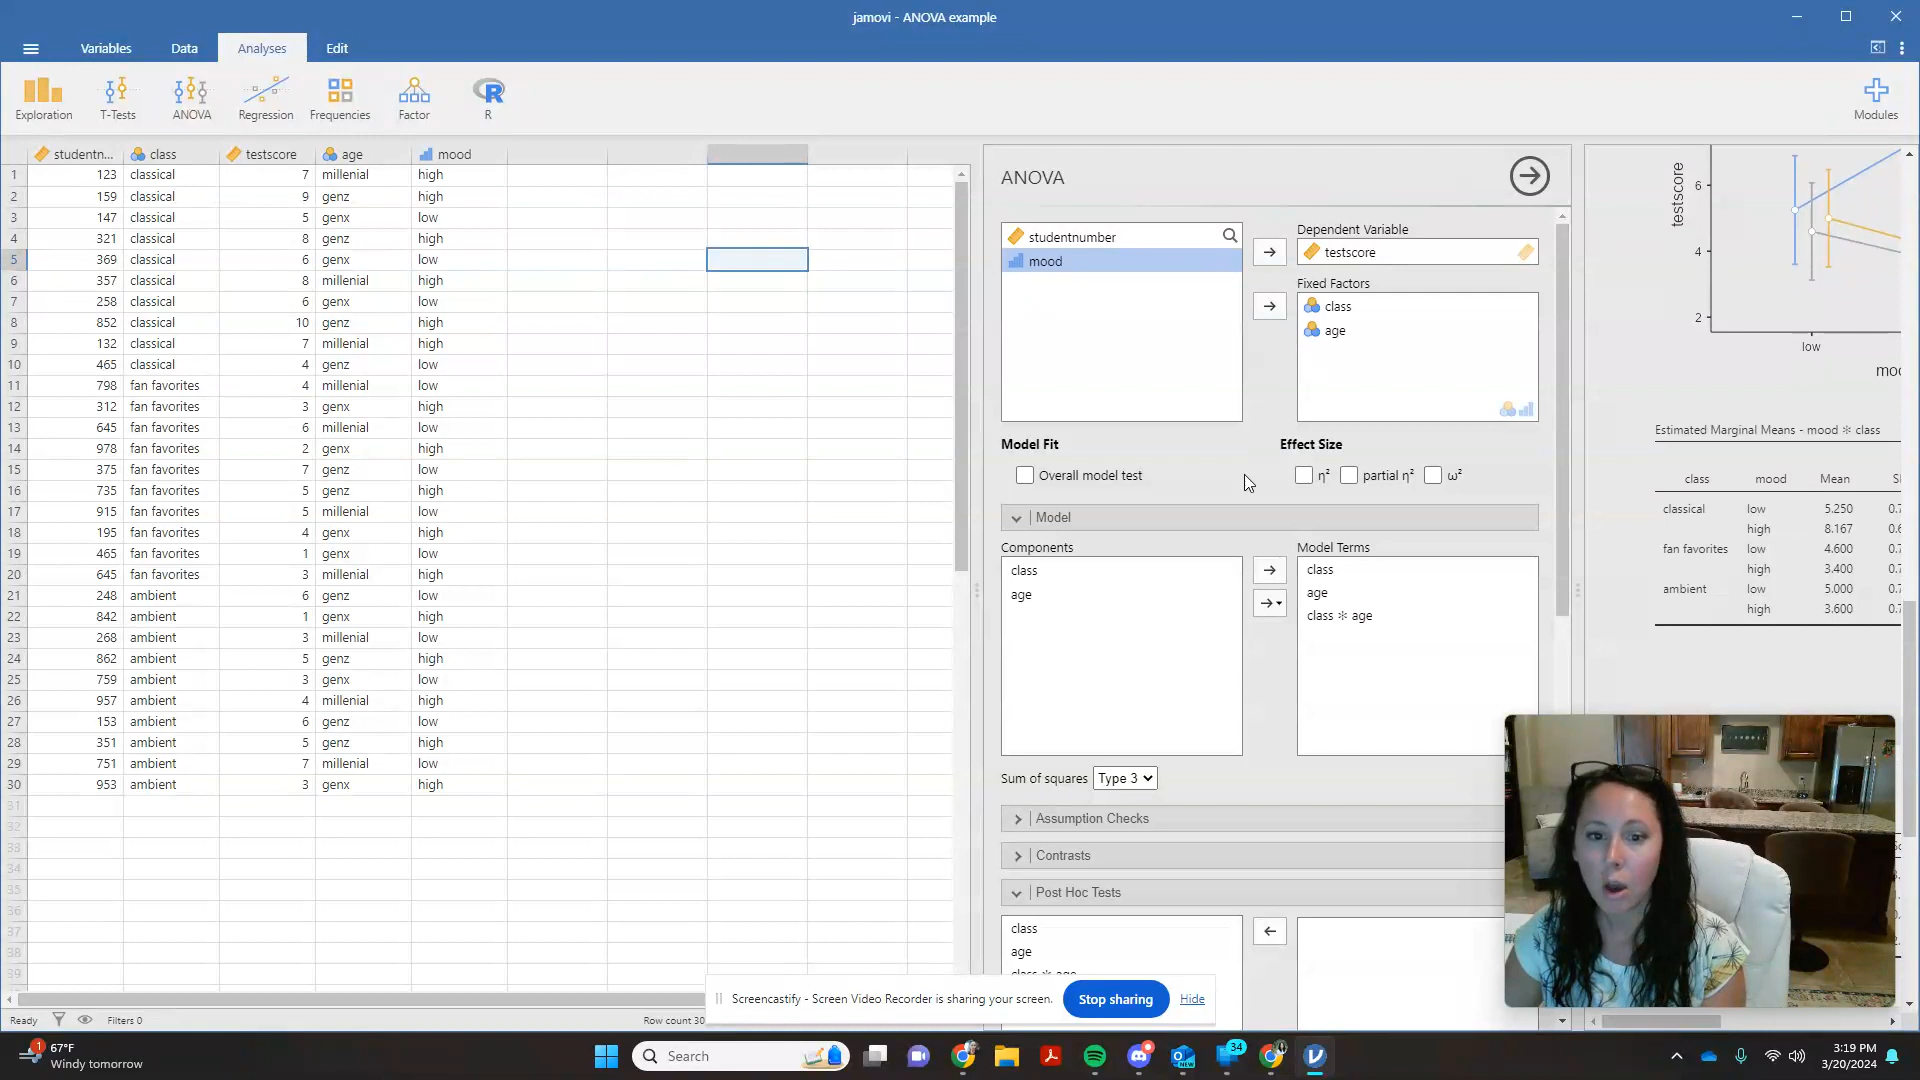 jamovi - ANOVA example
Variables Data Analyses Edit
Exploration T-Tests ANOVA Regression Frequencies Factor R Modules
studentn... class testscore age mood
1 123 classical 7 millenial high
2 159 classical 9 genz high
3 147 classical 5 genx low
4 321 classical 8 genz high
5 369 classical 6 genx low
6 357 classical 8 millenial high
7 258 classical 6 genx low
8 852 classical 10 genz high
9 132 classical 7 millenial high
10 465 classical 4 genz low
11 798 fan favorites 4 millenial low
12 312 fan favorites 3 genx high
13 645 fan favorites 6 millenial low
14 978 fan favorites 2 genx high
15 375 fan favorites 7 genz low
16 735 fan favorites 5 genz high
17 915 fan favorites 5 millenial low
18 195 fan favorites 4 genx high
19 465 fan favorites 1 genx low
20 645 fan favorites 3 millenial high
21 248 ambient 6 genz low
22 842 ambient 1 genx high
23 268 ambient 3 millenial low
24 862 ambient 5 genz high
25 759 ambient 3 genx low
26 957 ambient 4 millenial high
27 153 ambient 6 genz low
28 351 ambient 5 genz high
29 751 ambient 7 millenial low
30 953 ambient 3 genx high
31
32
33
34
35
36
37
38
39
Ready Filters 0 Row count 30
ANOVA
studentnumber
mood
Dependent Variable
testscore
Fixed Factors
class
age
Model Fit Effect Size
Overall model test η² partial η² ω²
Model
Components Model Terms
class class
age age
class ✻ age
Sum of squares Type 3
Assumption Checks
Contrasts
Post Hoc Tests
class
age
class ✻ age
testscore
6
4
2
low
Estimated Marginal Means - mood ✻ class
class mood Mean
classical low 5.250
high 8.167
fan favorites low 4.600
high 3.400
ambient low 5.000
high 3.600
Screencastify - Screen Video Recorder is sharing your screen. Stop sharing Hide
1 67°F
Windy tomorrow
Search
34
3:19 PM
3/20/2024